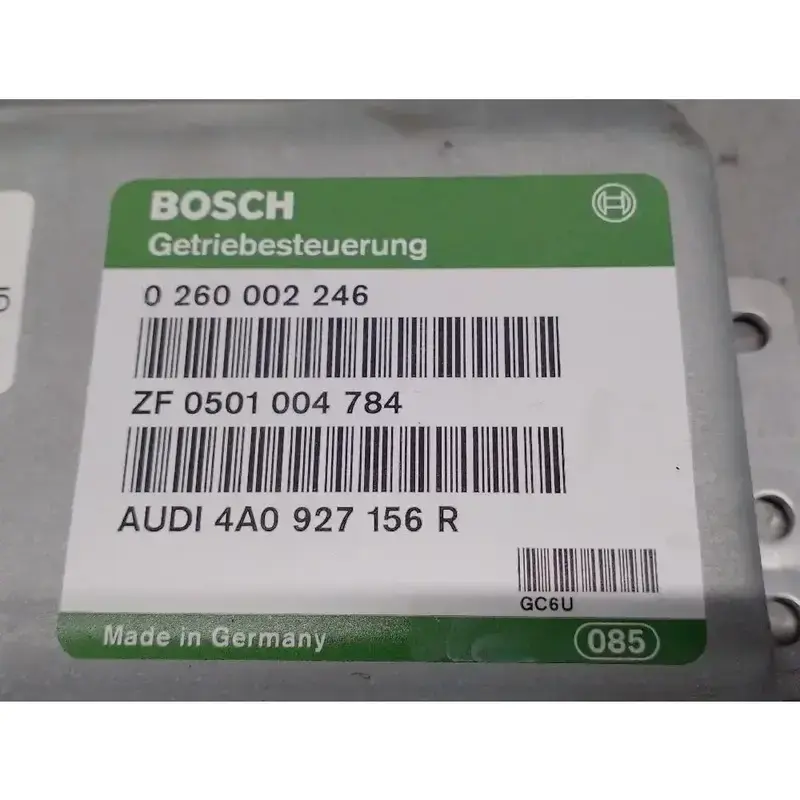 BOSCH
Getriebesteuerung
0 260 002 246
ZF 0501 004 784
AUDI 4A0 927 156 R
GC6U
Made in Germany
085
5